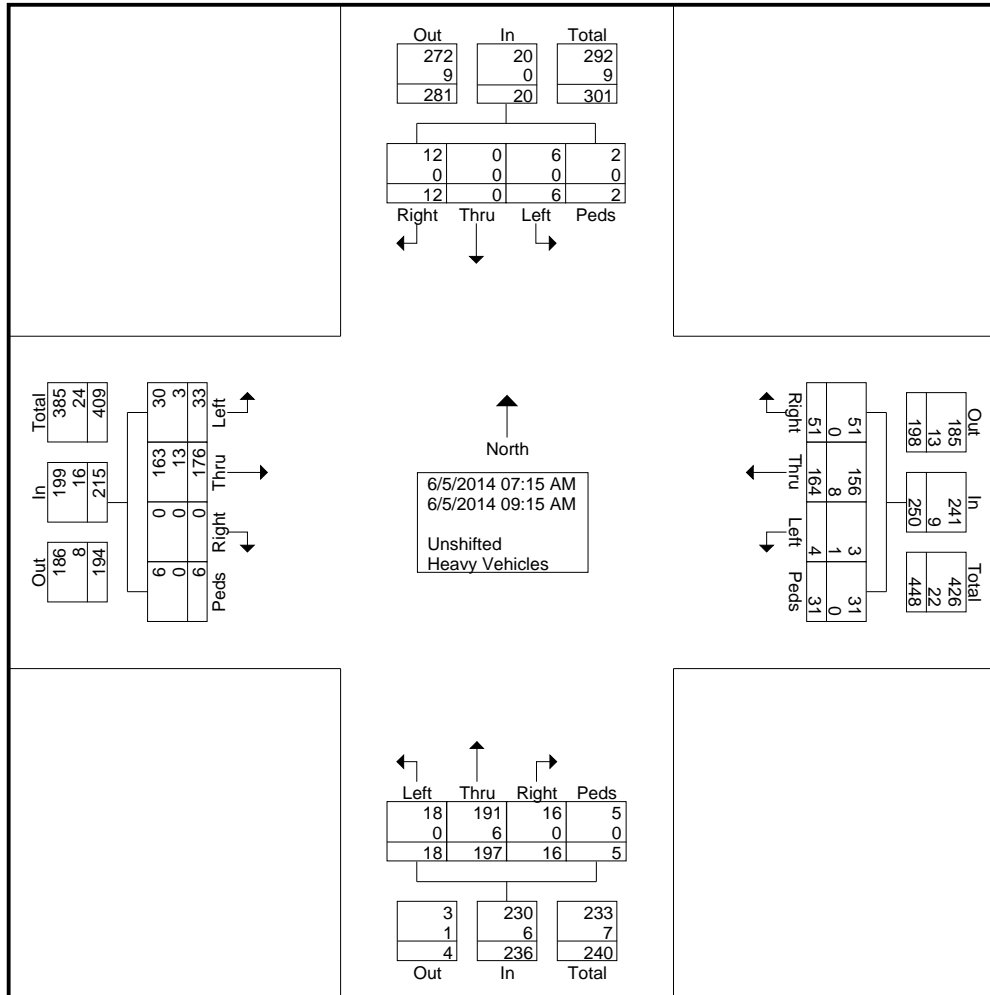 Out In Total
272 20 292
9 0 9
281 20 301
12 0 6 2
0 0 0 0
12 0 6 2
Right Thru Left Peds
Total
385
24
409
In
199
16
215
Out
186
8
194
30 3 33 Left
163 13 176 Thru
0 0 0 Right
6 0 6 Peds
North
6/5/2014 07:15 AM
6/5/2014 09:15 AM
Unshifted
Heavy Vehicles
Right 51 0 51
Thru 164 8 156
Left 4 1 3
Peds 31 0 31
Out
185
13
198
In
241
9
250
Total
426
22
448
Left Thru Right Peds
18 191 16 5
0 6 0 0
18 197 16 5
3 230 233
1 6 7
4 236 240
Out In Total